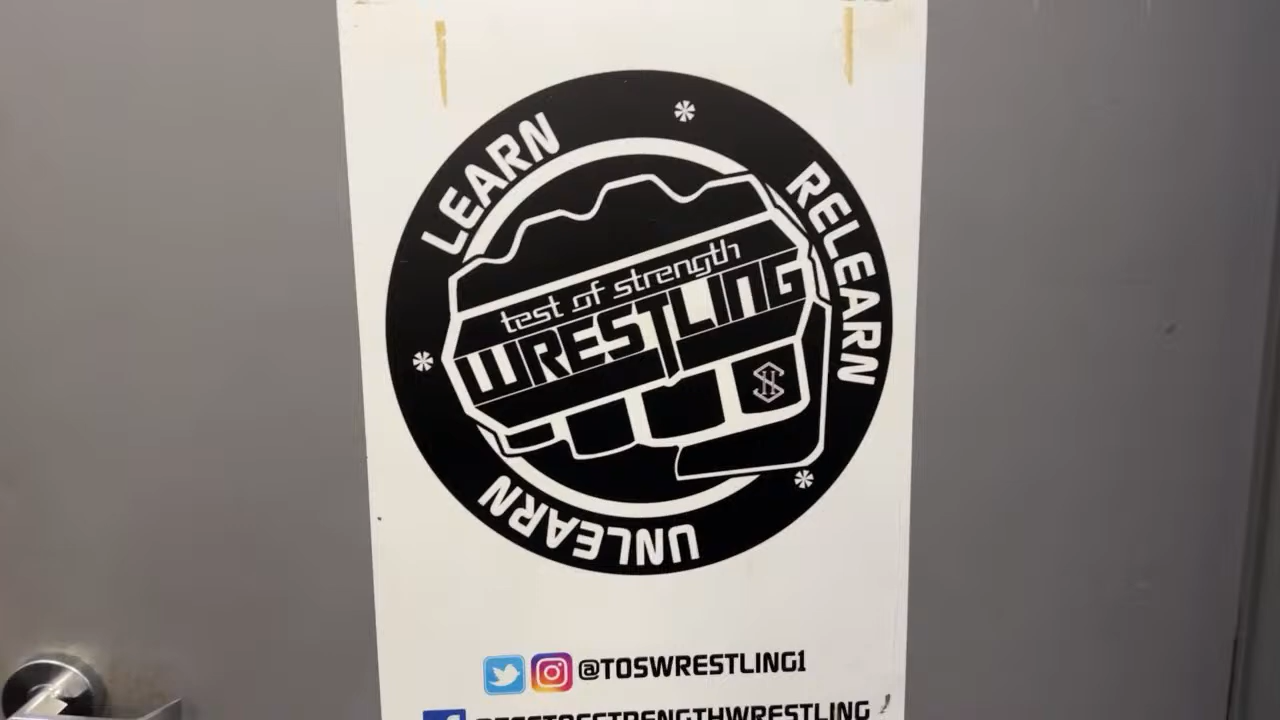 LEARN
RELEARN
UNLEARN
test of strength
WRESTLING
@TOSWRESTLING1